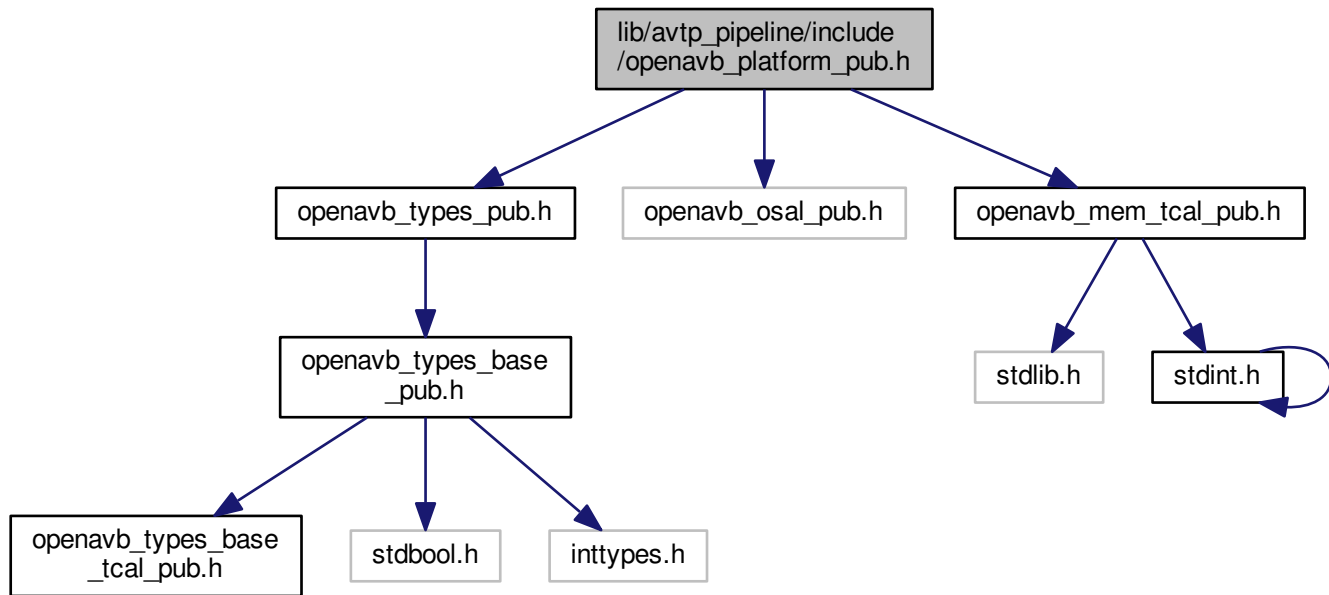 lib/avtp_pipeline/include
/openavb_platform_pub.h
openavb_types_pub.h
openavb_osal_pub.h
openavb_mem_tcal_pub.h
openavb_types_base
_pub.h
stdlib.h
stdint.h
openavb_types_base
_tcal_pub.h
stdbool.h
inttypes.h